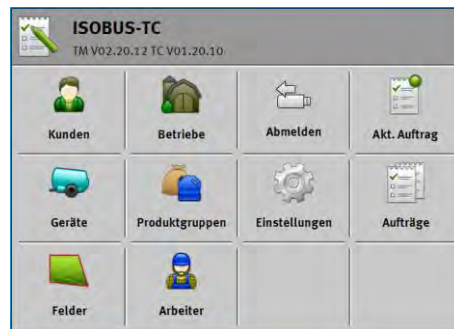 ISOBUS-TC
TM V02.20.12 TC V01.20.10
Kunden
Betriebe
Abmelden
Akt. Auftrag
Geräte
Produktgruppen
Einstellungen
Aufträge
Felder
Arbeiter